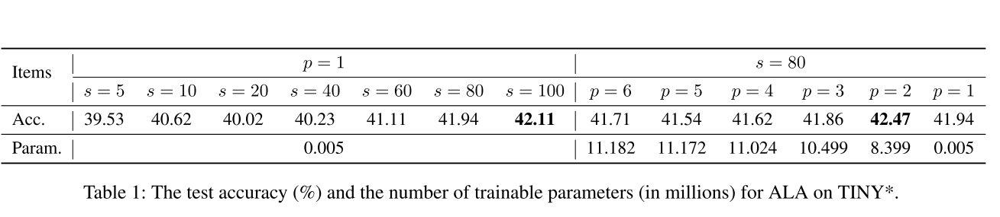 Items p = 1 s = 80
s = 5 s = 10 s = 20 s = 40 s = 60 s = 80 s = 100 p = 6 p = 5 p = 4 p = 3 p = 2 p = 1
Acc. 39.53 40.62 40.02 40.23 41.11 41.94 42.11 41.71 41.54 41.62 41.86 42.47 41.94
Param. 0.005 11.182 11.172 11.024 10.499 8.399 0.005
Table 1: The test accuracy (%) and the number of trainable parameters (in millions) for ALA on TINY*.